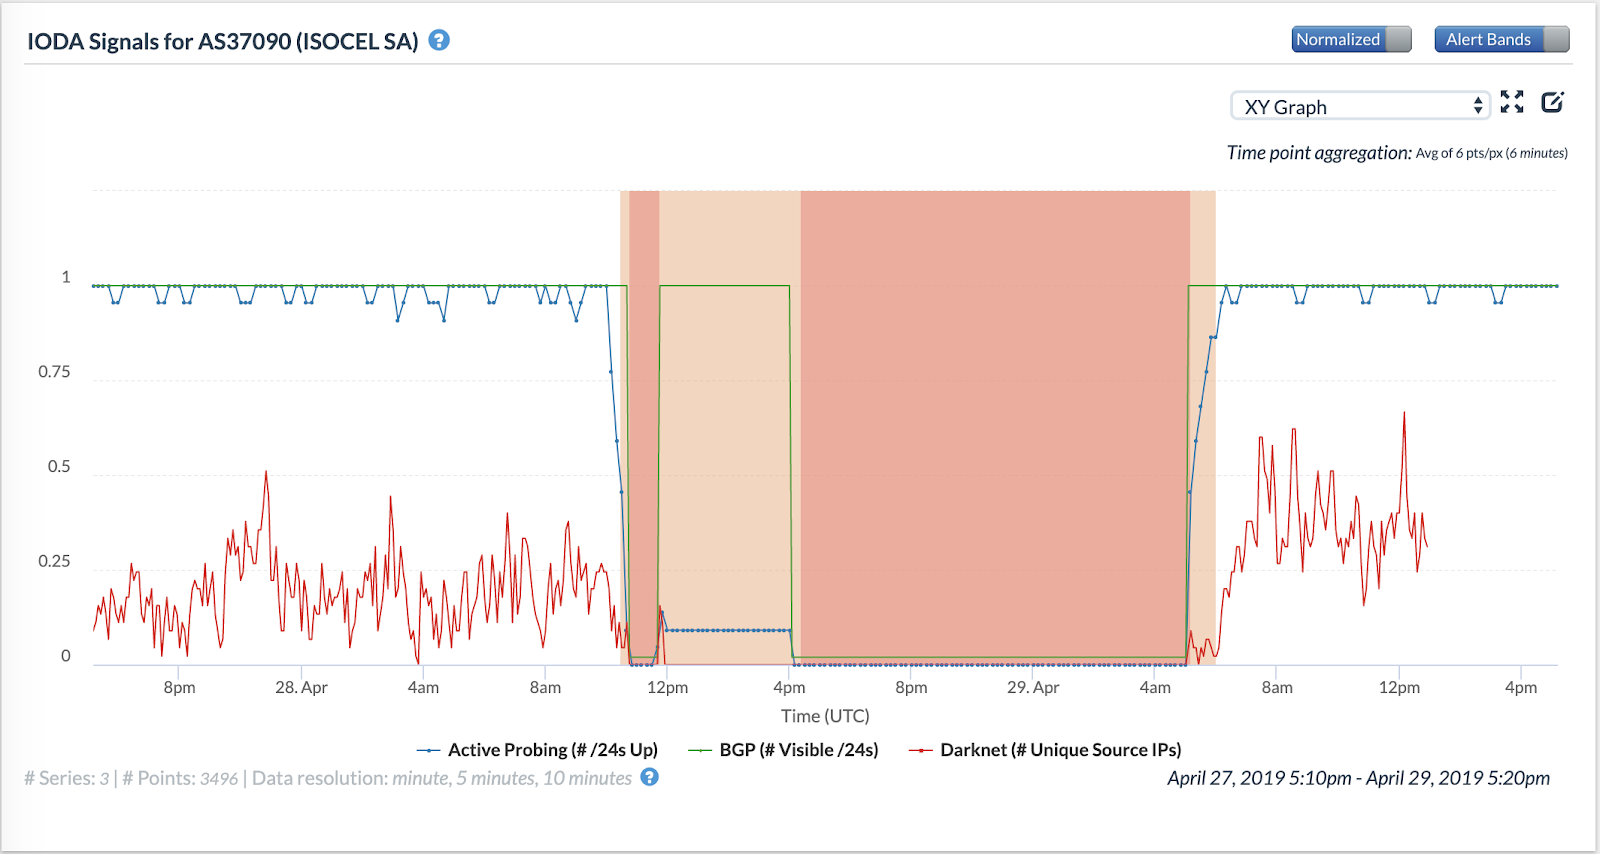 IODA Signals for AS37090 (ISOCEL SA) ?
Normalized
Alert Bands
XY Graph
Time point aggregation: Avg of 6 pts/px (6 minutes)
1
0.75
0.5
0.25
0
8pm 28. Apr 4am 8am 12pm 4pm 8pm 29. Apr 4am 8am 12pm 4pm
Time (UTC)
Active Probing (# /24s Up) BGP (# Visible /24s) Darknet (# Unique Source IPs)
# Series: 3 | # Points: 3496 | Data resolution: minute, 5 minutes, 10 minutes ?
April 27, 2019 5:10pm - April 29, 2019 5:20pm